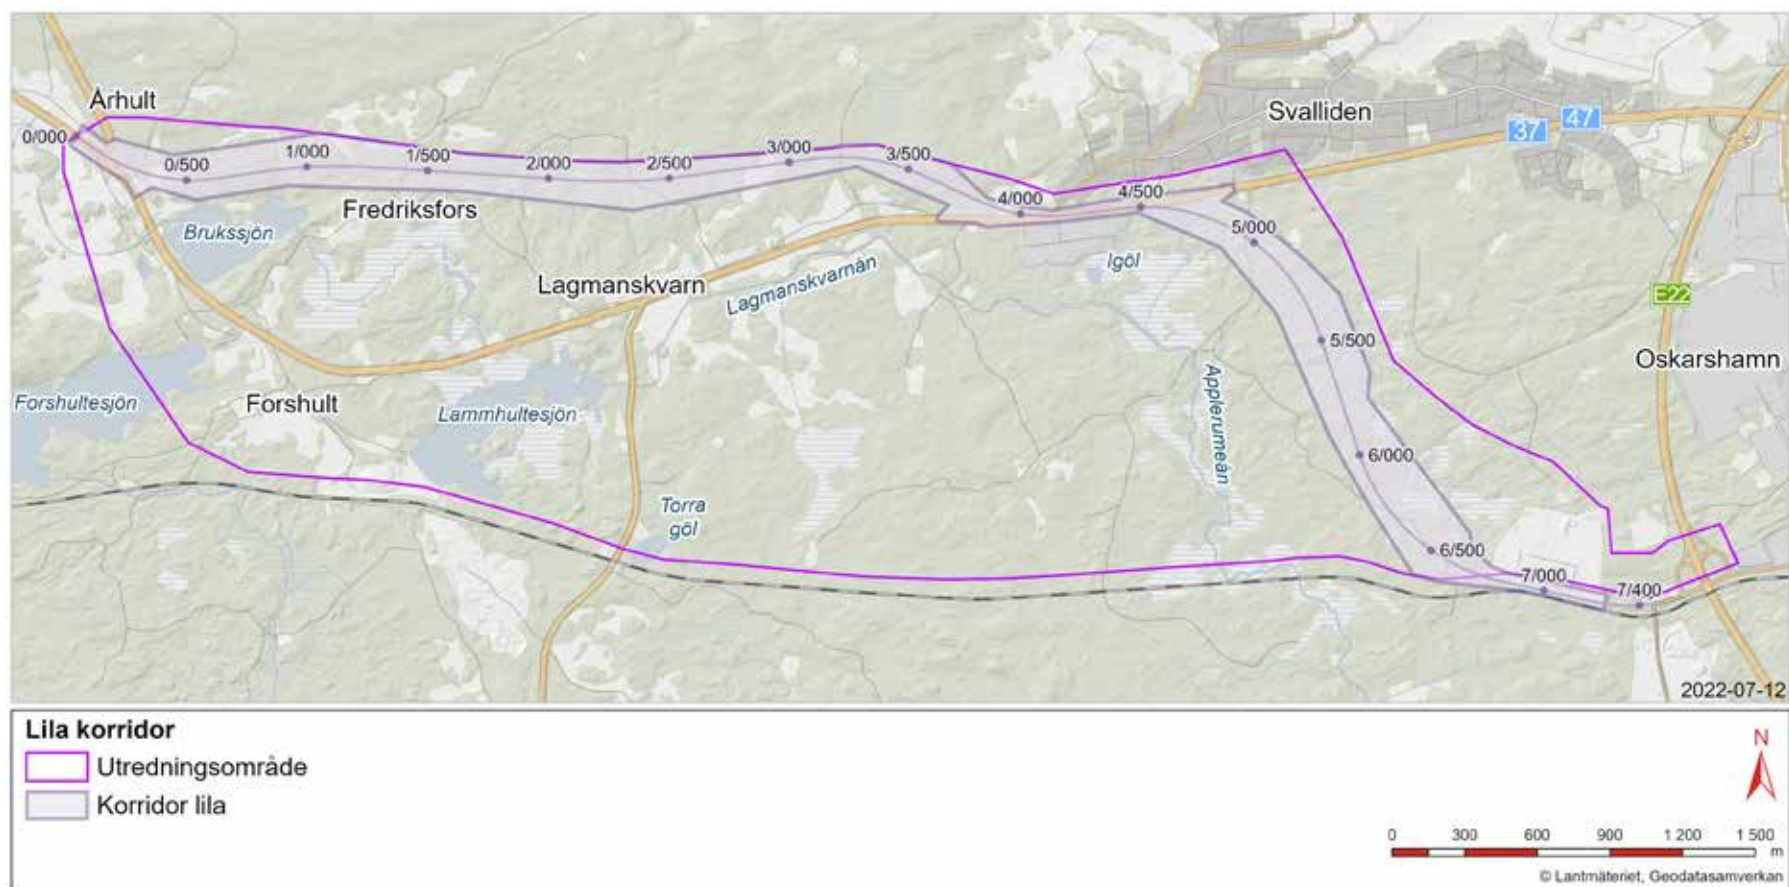 Århult
0/000
0/500
1/000
1/500
2/000
2/500
3/000
3/500
4/000
4/500
5/000
5/500
6/000
6/500
7/000
7/400
Svalliden
37
47
E22
Oskarshamn
Fredriksfors
Brukssjön
Lagmanskvarn
Lagmanskvarnån
Igöl
Applerumeån
Forshultesjön
Forshult
Lammhultesjön
Torra
göl
2022-07-12
Lila korridor
Utredningsområde
Korridor lila
N
0 300 600 900 1 200 1 500
m
© Lantmäteriet, Geodatasamverkan